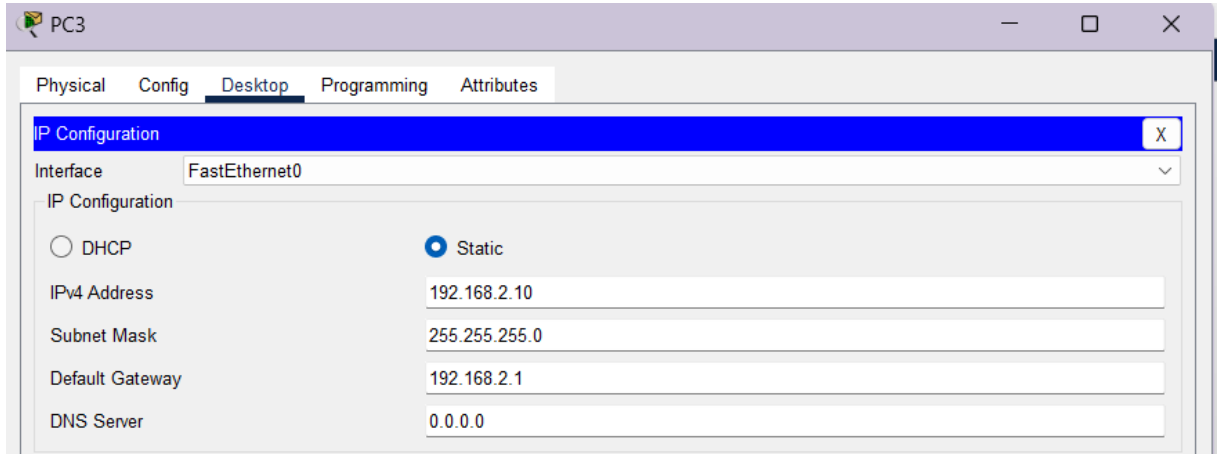 PC3
Physical Config Desktop Programming Attributes
IP Configuration X
Interface FastEthernet0
IP Configuration
DHCP Static
IPv4 Address 192.168.2.10
Subnet Mask 255.255.255.0
Default Gateway 192.168.2.1
DNS Server 0.0.0.0